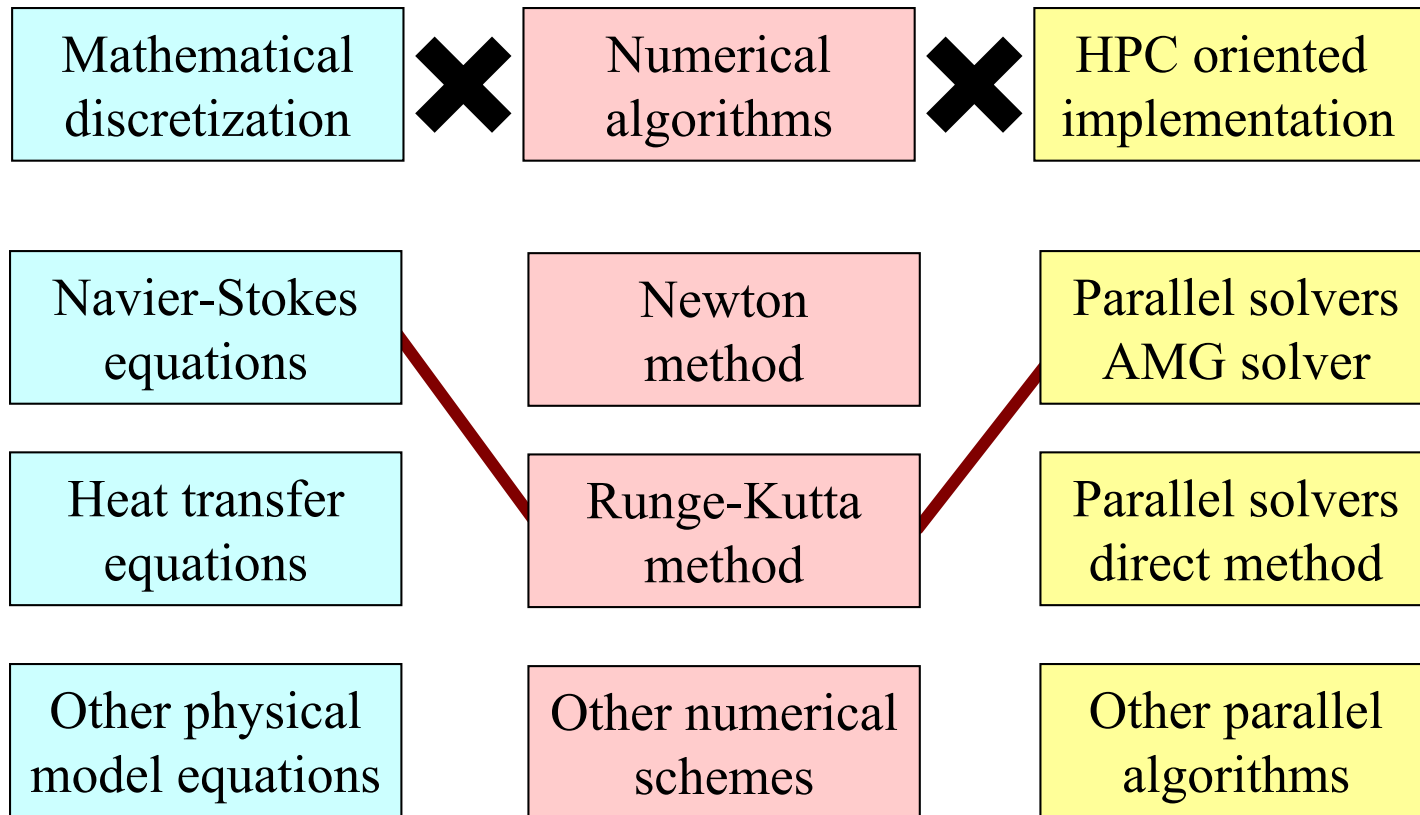 Mathematical
discretization
Numerical
algorithms
HPC oriented
implementation
Navier-Stokes
equations
Newton
method
Parallel solvers
AMG solver
Heat transfer
equations
Runge-Kutta
method
Parallel solvers
direct method
Other physical
model equations
Other numerical
schemes
Other parallel
algorithms